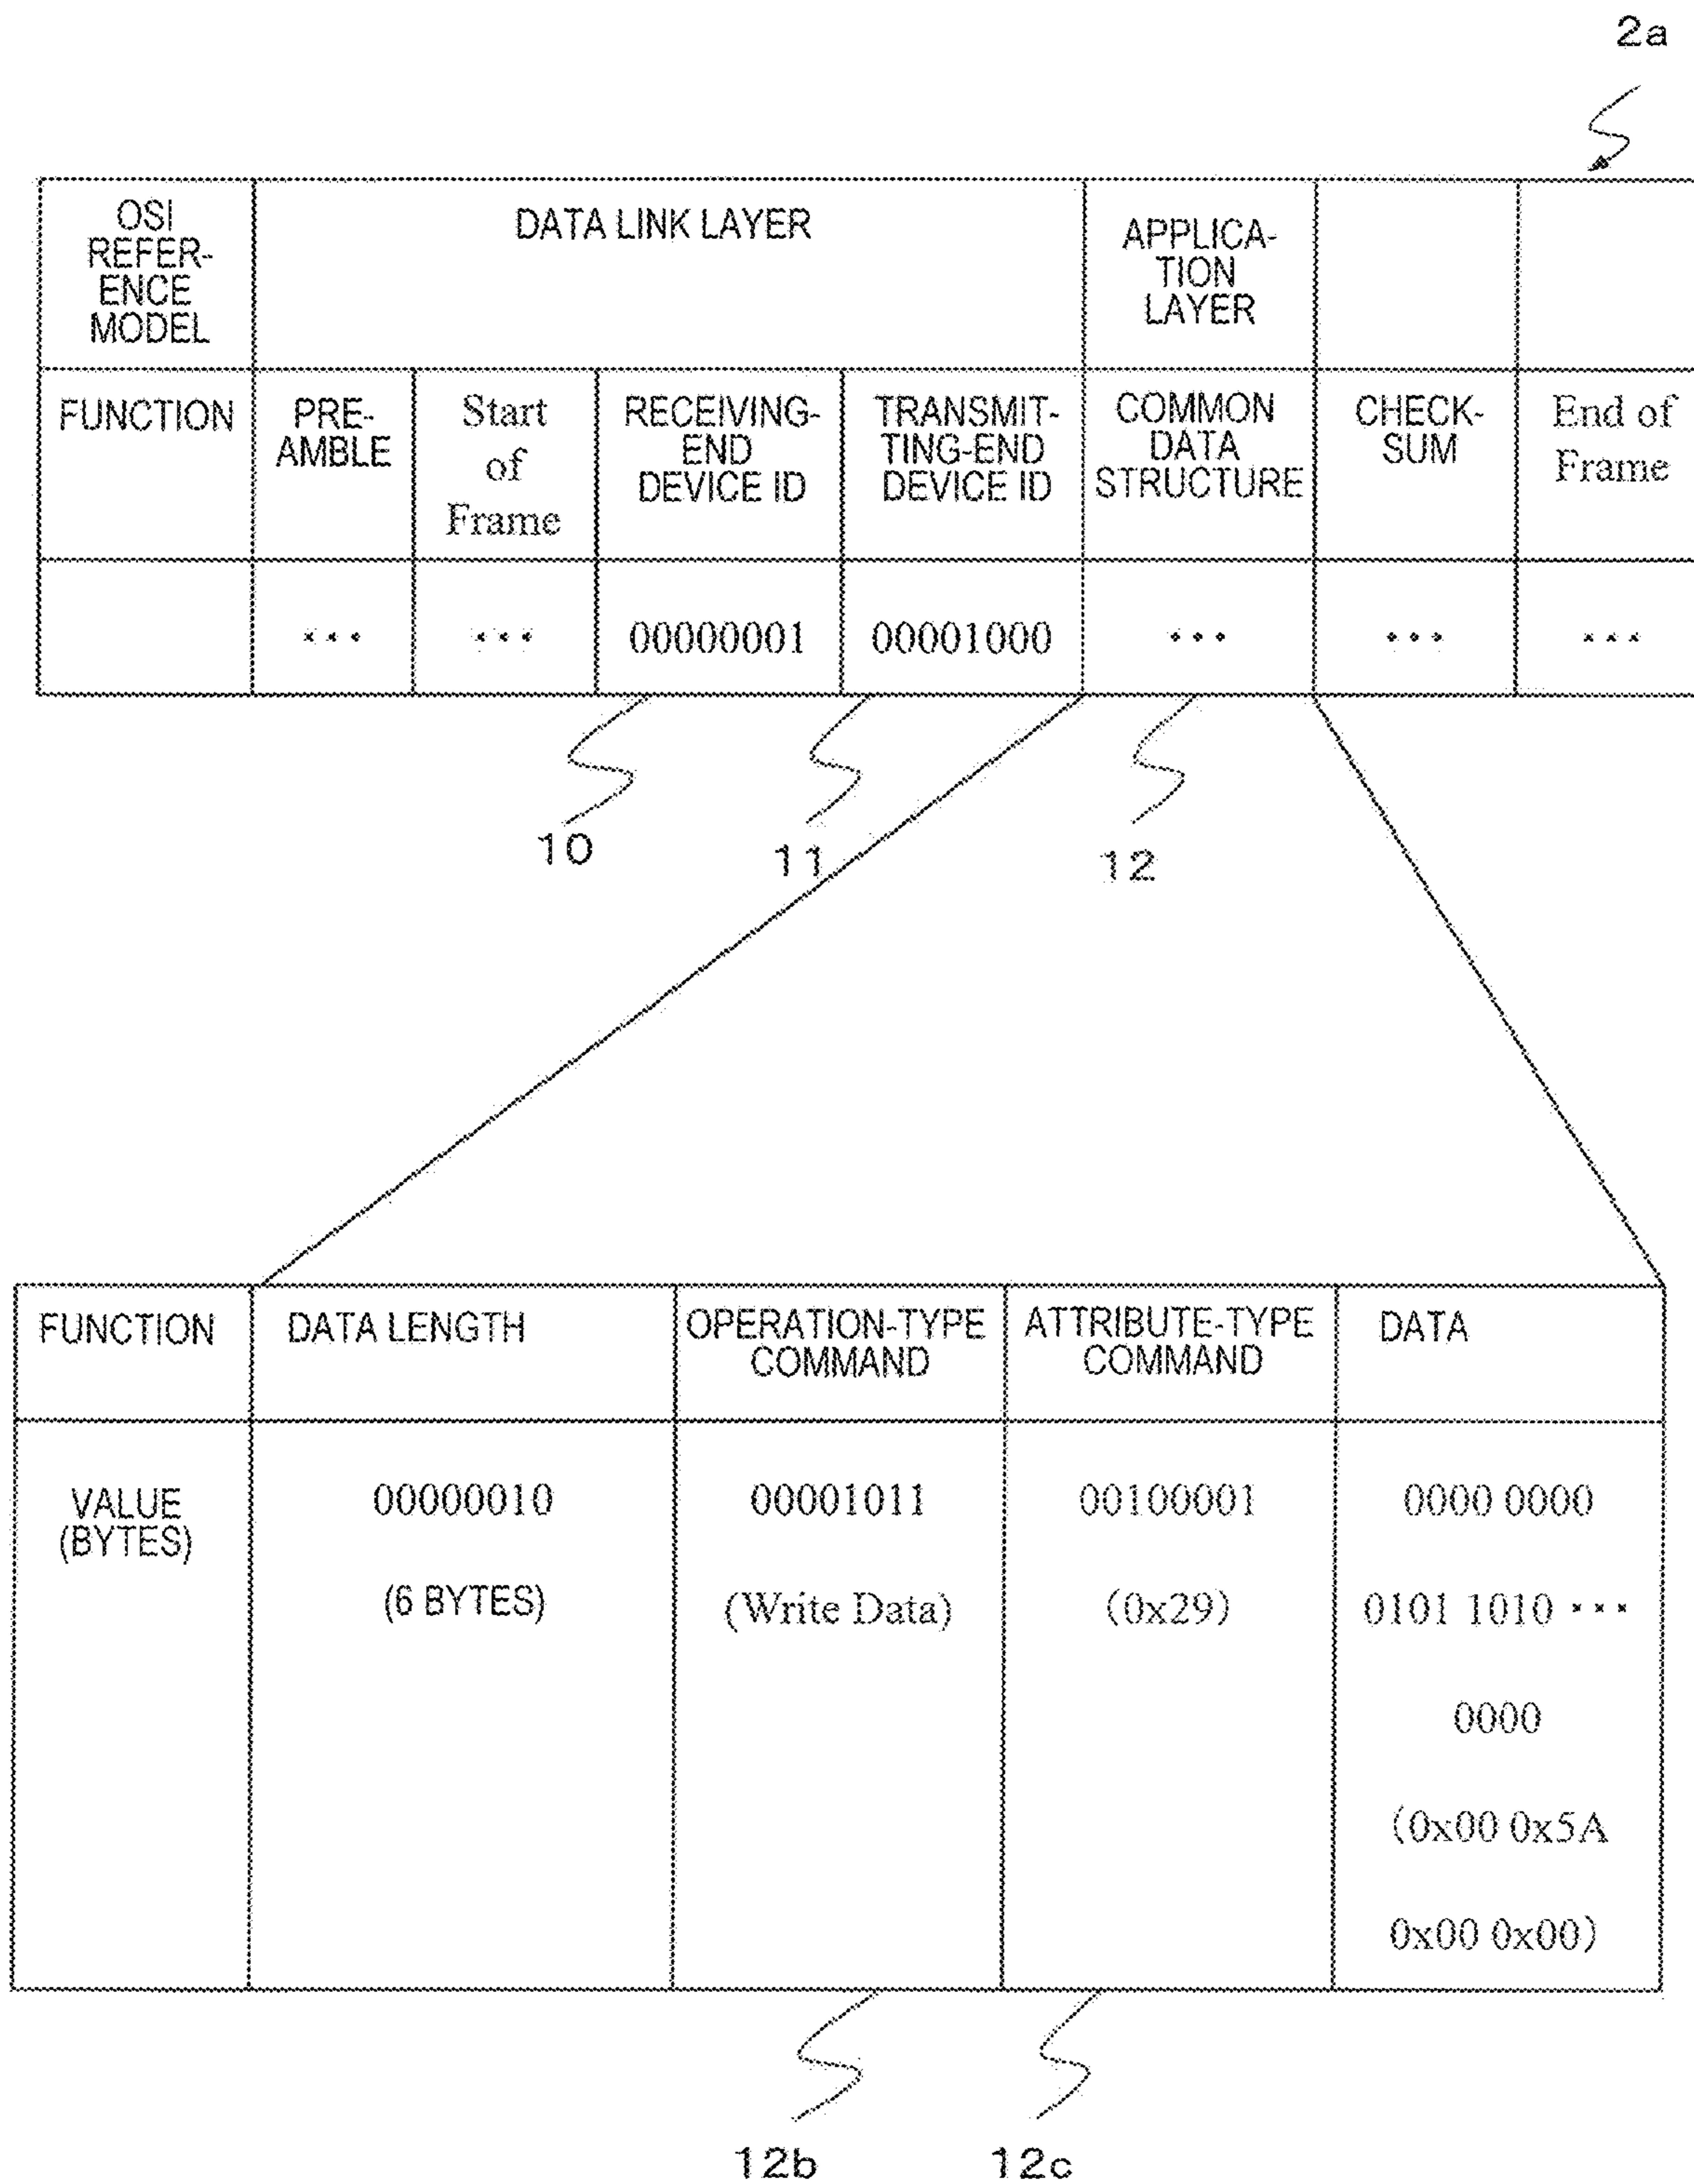 2a
OSI
REFER-
ENCE
MODEL
DATA LINK LAYER
APPLICA-
TION
LAYER
FUNCTION
PRE-
AMBLE
Start
of
Frame
RECEIVING-
END
DEVICE ID
TRANSMIT-
TING-END
DEVICE ID
COMMON
DATA
STRUCTURE
CHECK-
SUM
End of
Frame
...
...
00000001
00001000
...
...
...
10
11
12
FUNCTION
DATA LENGTH
OPERATION-TYPE
COMMAND
ATTRIBUTE-TYPE
COMMAND
DATA
VALUE
(BYTES)
00000010
(6 BYTES)
00001011
(Write Data)
00100001
(0x29)
0000 0000
0101 1010 ...
0000
(0x00 0x5A
0x00 0x00)
12b
12c